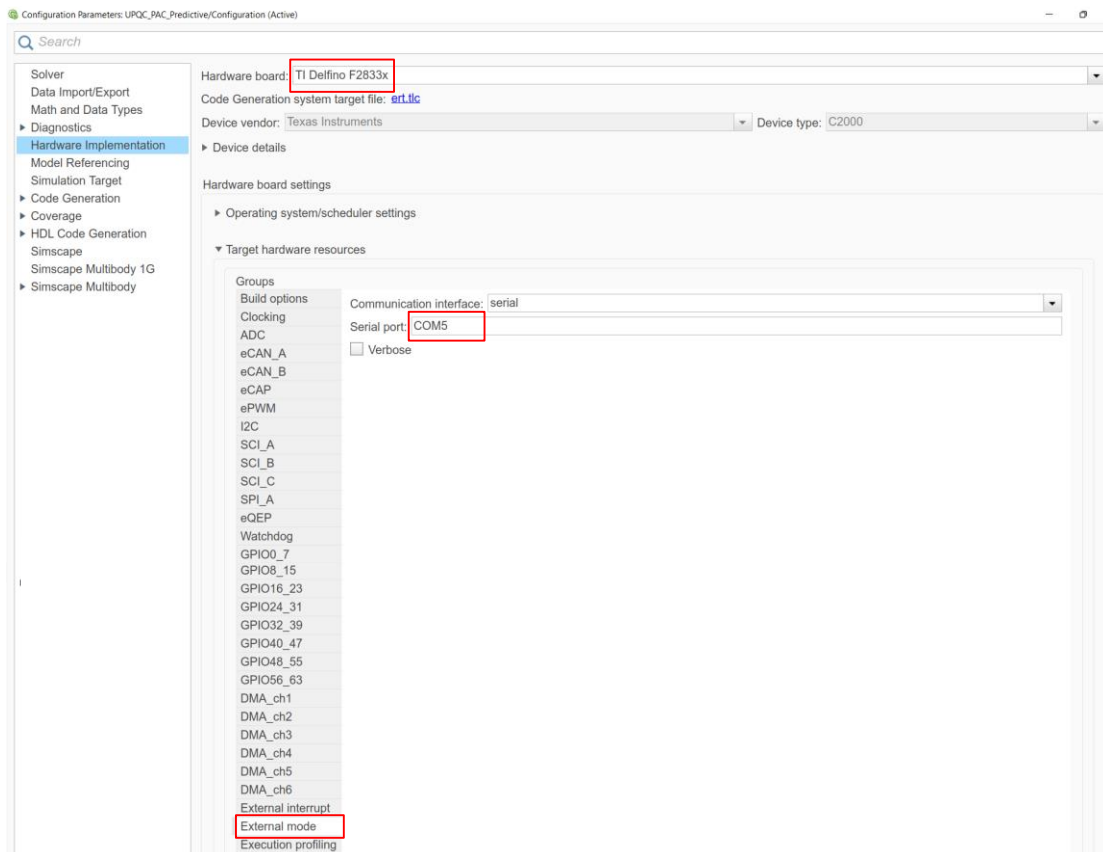 Configuration Parameters: UPQC_PAC_Predictive/Configuration (Active)
Search
Solver
Data Import/Export
Math and Data Types
Diagnostics
Hardware Implementation
Model Referencing
Simulation Target
Code Generation
Coverage
HDL Code Generation
Simscape
Simscape Multibody 1G
Simscape Multibody
Hardware board: TI Delfino F2833x
Code Generation system target file: ert.tlc
Device vendor: Texas Instruments Device type: C2000
Device details
Hardware board settings
Operating system/scheduler settings
Target hardware resources
Groups
Build options
Clocking
ADC
eCAN_A
eCAN_B
eCAP
ePWM
I2C
SCI_A
SCI_B
SCI_C
SPI_A
eQEP
Watchdog
GPIO0_7
GPIO8_15
GPIO16_23
GPIO24_31
GPIO32_39
GPIO40_47
GPIO48_55
GPIO56_63
DMA_ch1
DMA_ch2
DMA_ch3
DMA_ch4
DMA_ch5
DMA_ch6
External interrupt
External mode
Execution profiling
Communication interface: serial
Serial port: COM5
Verbose